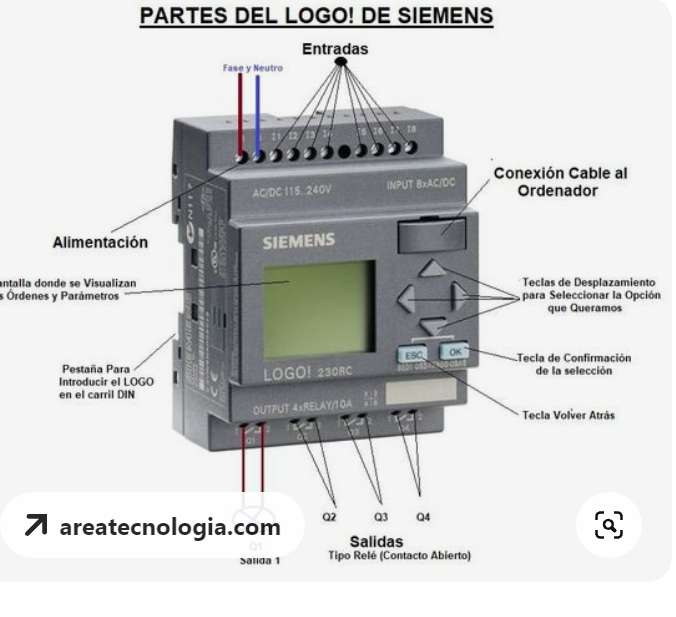 PARTES DEL LOGO! DE SIEMENS
Entradas
Fase y Neutro
I1 I2 I3 I4 I5 I6 I7 I8
AC/DC 115..240V
INPUT 8xAC/DC
Conexión Cable al
Ordenador
SIEMENS
Alimentación
antalla donde se Visualizan
s Órdenes y Parámetros
Teclas de Desplazamiento
para Seleccionar la Opción
que Queramos
ESC
OK
Tecla de Confirmación
de la selección
Pestaña Para
Introducir el LOGO
en el carril DIN
LOGO! 230RC
OUTPUT 4xRELAY/10A
Tecla Volver Atrás
1 2
Q2
Q3
Q4
areatecnologia.com
Salidas
Tipo Relé (Contacto Abierto)
Q1
Salida 1